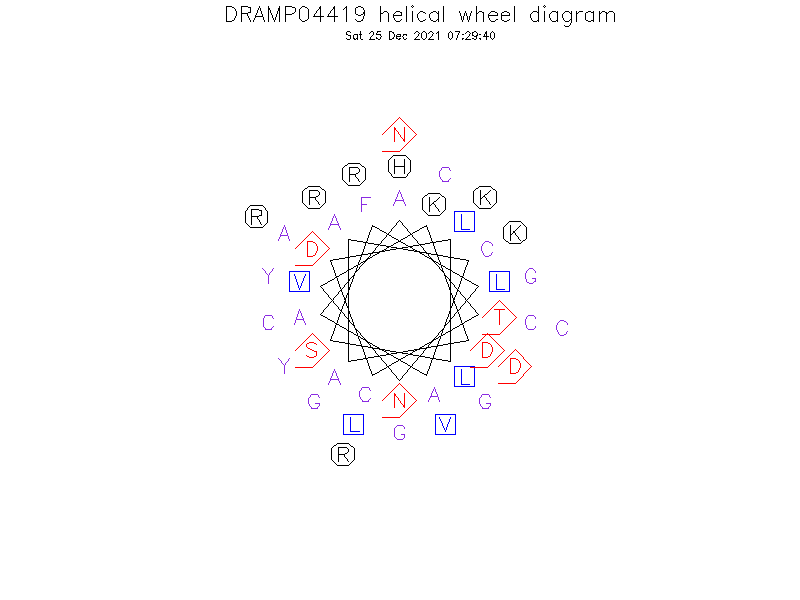 DRAMP04419 helical wheel diagram
Sat 25 Dec 2021 07:29:40
N
H
R C
R K
F A K
R A L K
A D C
Y V L G
C A T C C
S D
Y A L D
G C N A G
L G V
R